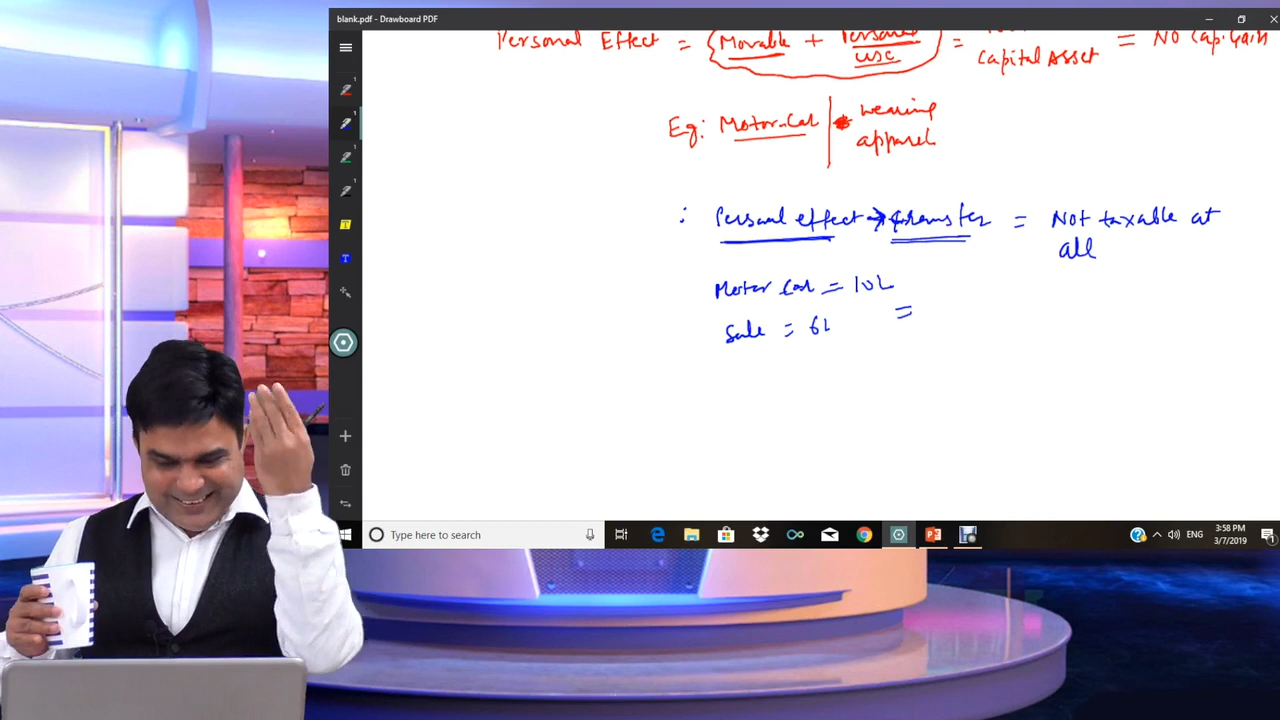 blank.pdf - Drawboard PDF
Personal Effect = (Movable + Personal use) = Capital Asset = No Cap. Gain
Eg: Motor-Car | wearing apparel
∴ Personal effect → transfer = Not taxable at all
Motor Car = 10L
=
Sale = 6L
Type here to search
ENG
3:58 PM
3/7/2019